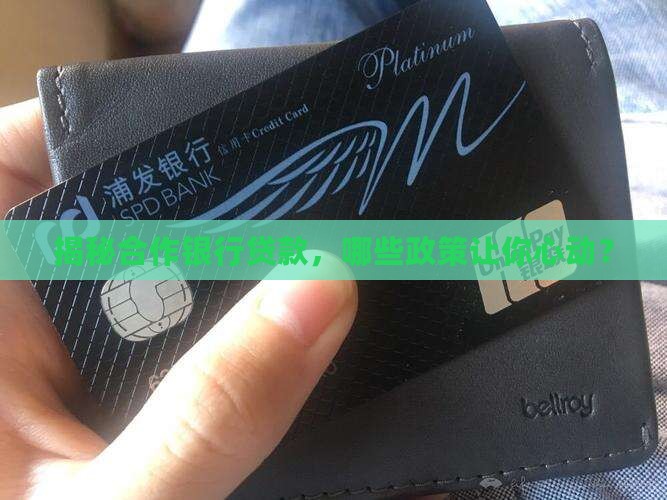 Platinum
信用卡Credit Card
浦发银行
SPD BANK
揭秘合作银行贷款，哪些政策让你心动？
bellroy